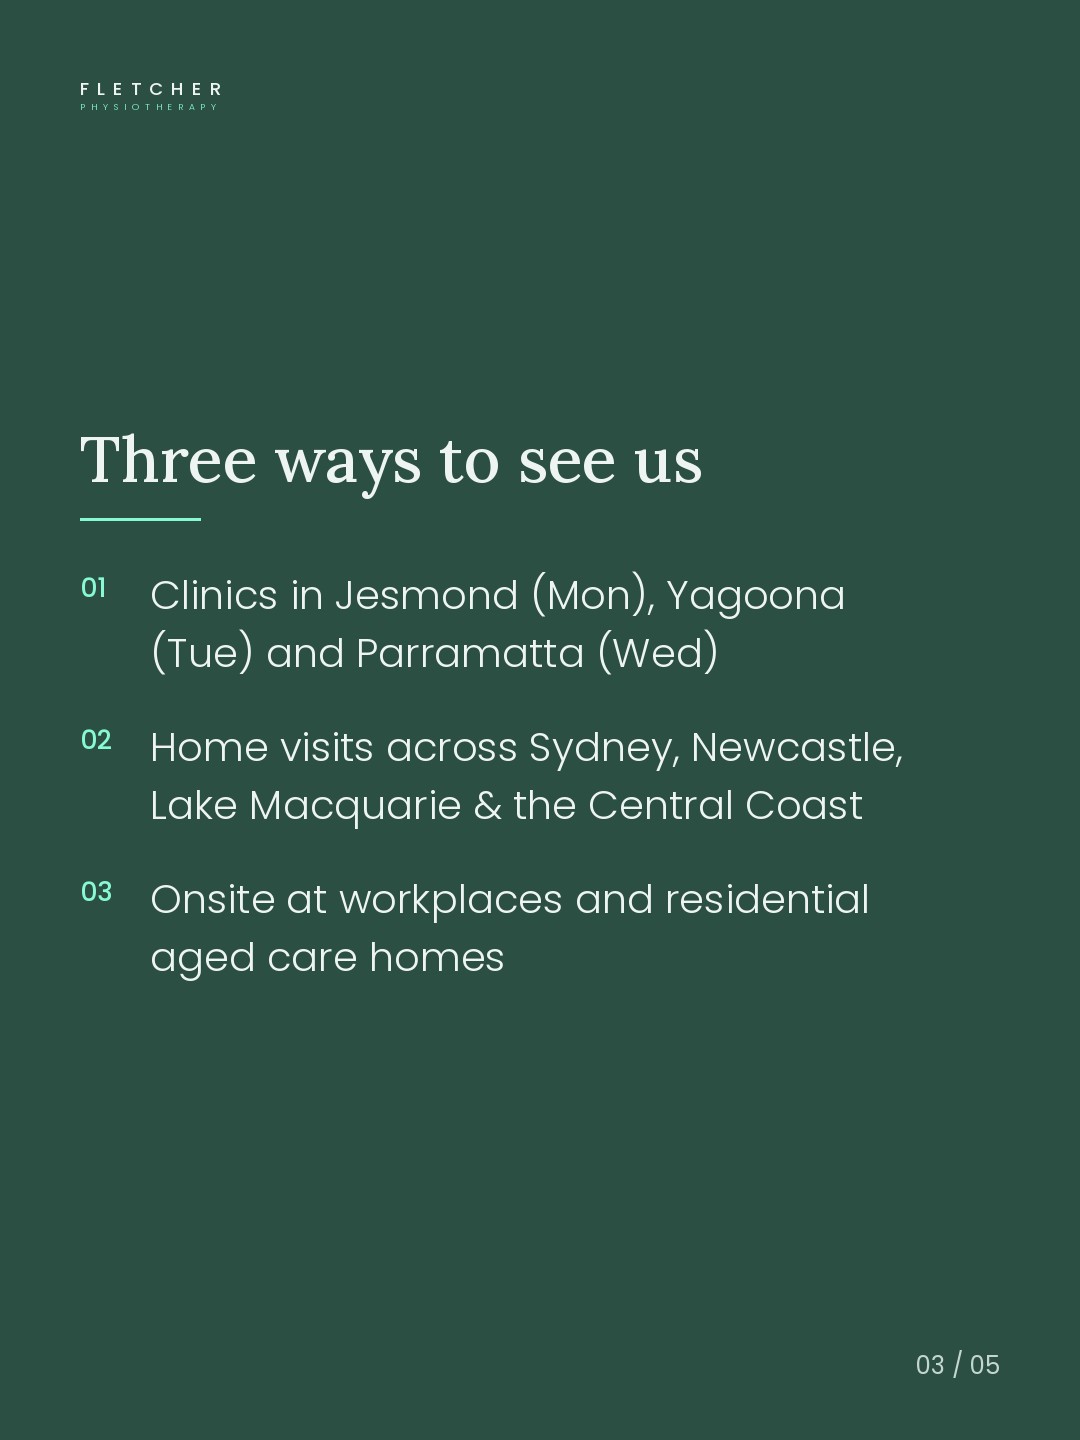 FLETCHER
PHYSIOTHERAPY
Three ways to see us
01 Clinics in Jesmond (Mon), Yagoona
(Tue) and Parramatta (Wed)
02 Home visits across Sydney, Newcastle,
Lake Macquarie & the Central Coast
03 Onsite at workplaces and residential
aged care homes
03 / 05